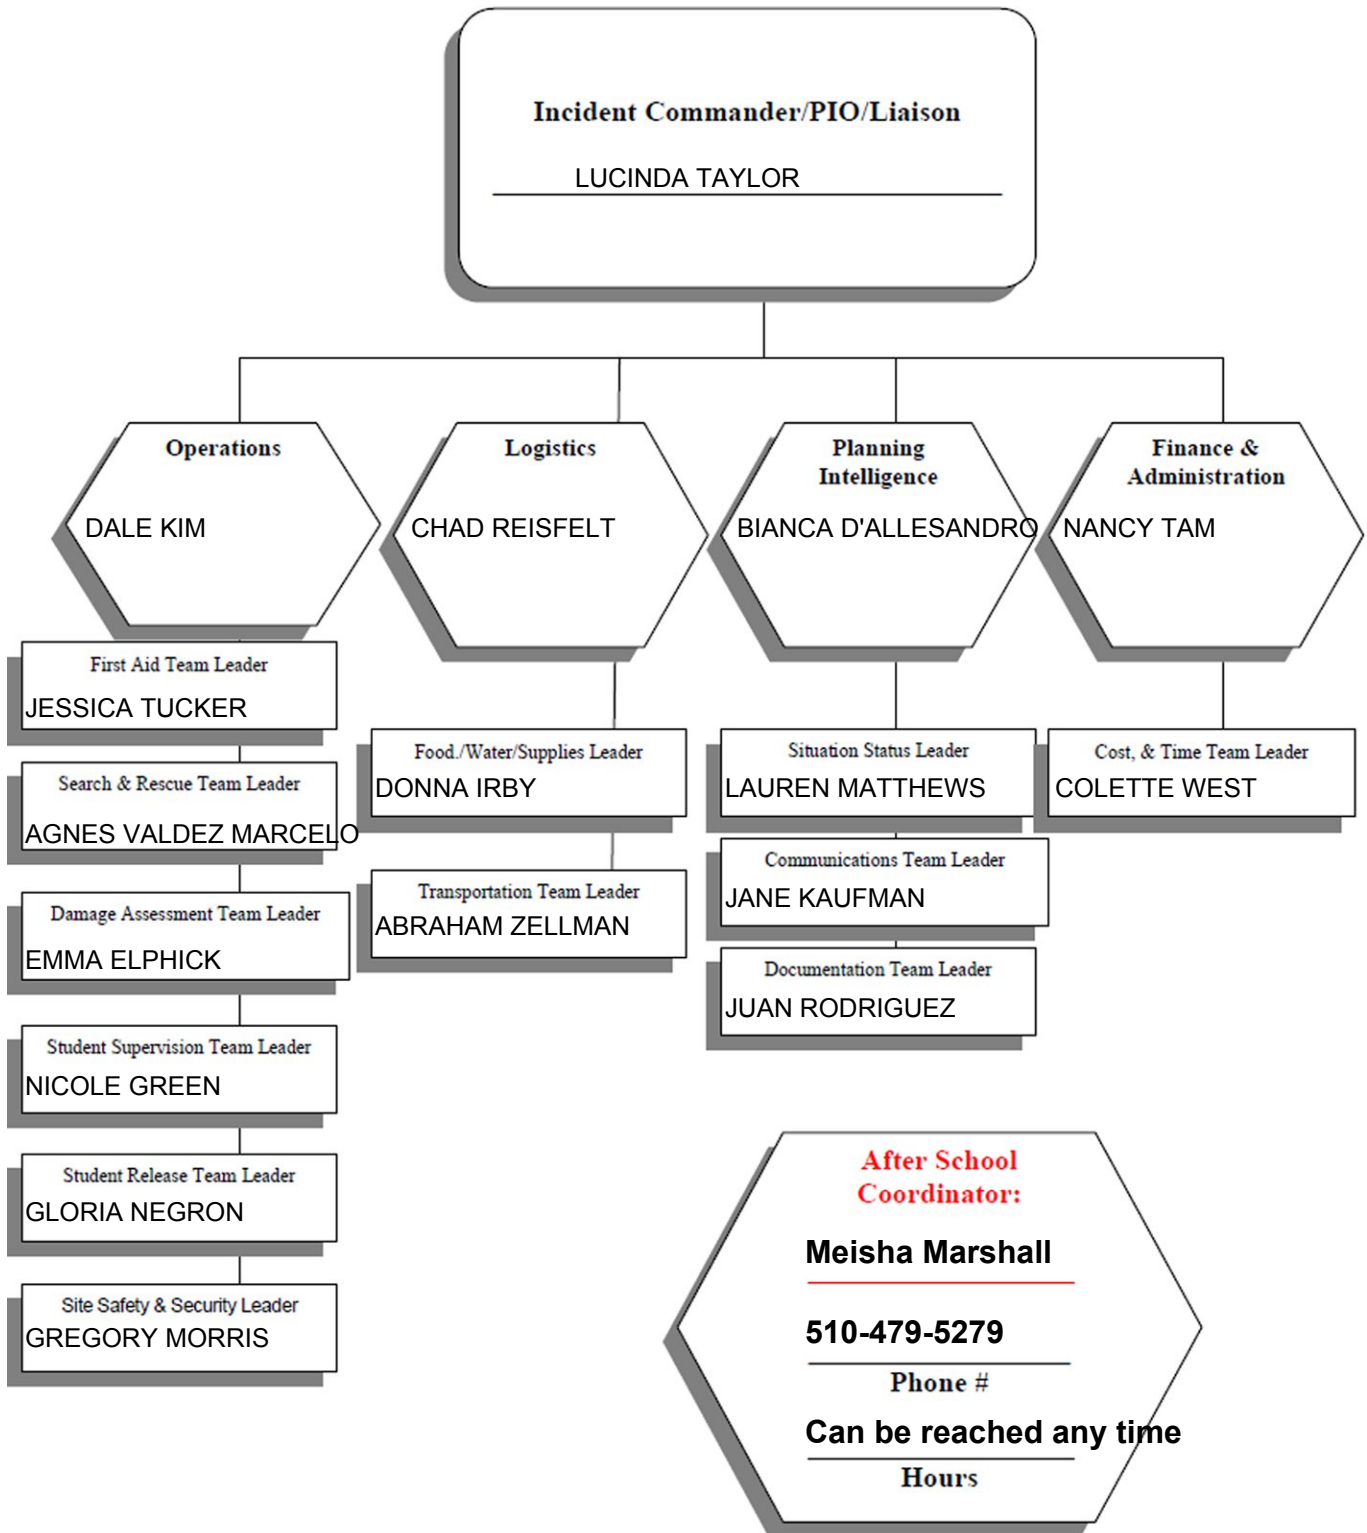 Incident Commander/PIO/Liaison
LUCINDA TAYLOR
Operations
DALE KIM
Logistics
CHAD REISFELT
Planning
Intelligence
BIANCA D'ALLESANDRO
Finance &
Administration
NANCY TAM
First Aid Team Leader
JESSICA TUCKER
Search & Rescue Team Leader
AGNES VALDEZ MARCELO
Damage Assessment Team Leader
EMMA ELPHICK
Student Supervision Team Leader
NICOLE GREEN
Student Release Team Leader
GLORIA NEGRON
Site Safety & Security Leader
GREGORY MORRIS
Food./Water/Supplies Leader
DONNA IRBY
Transportation Team Leader
ABRAHAM ZELLMAN
Situation Status Leader
LAUREN MATTHEWS
Communications Team Leader
JANE KAUFMAN
Documentation Team Leader
JUAN RODRIGUEZ
Cost, & Time Team Leader
COLETTE WEST
After School
Coordinator:
Meisha Marshall
510-479-5279
Phone #
Can be reached any time
Hours